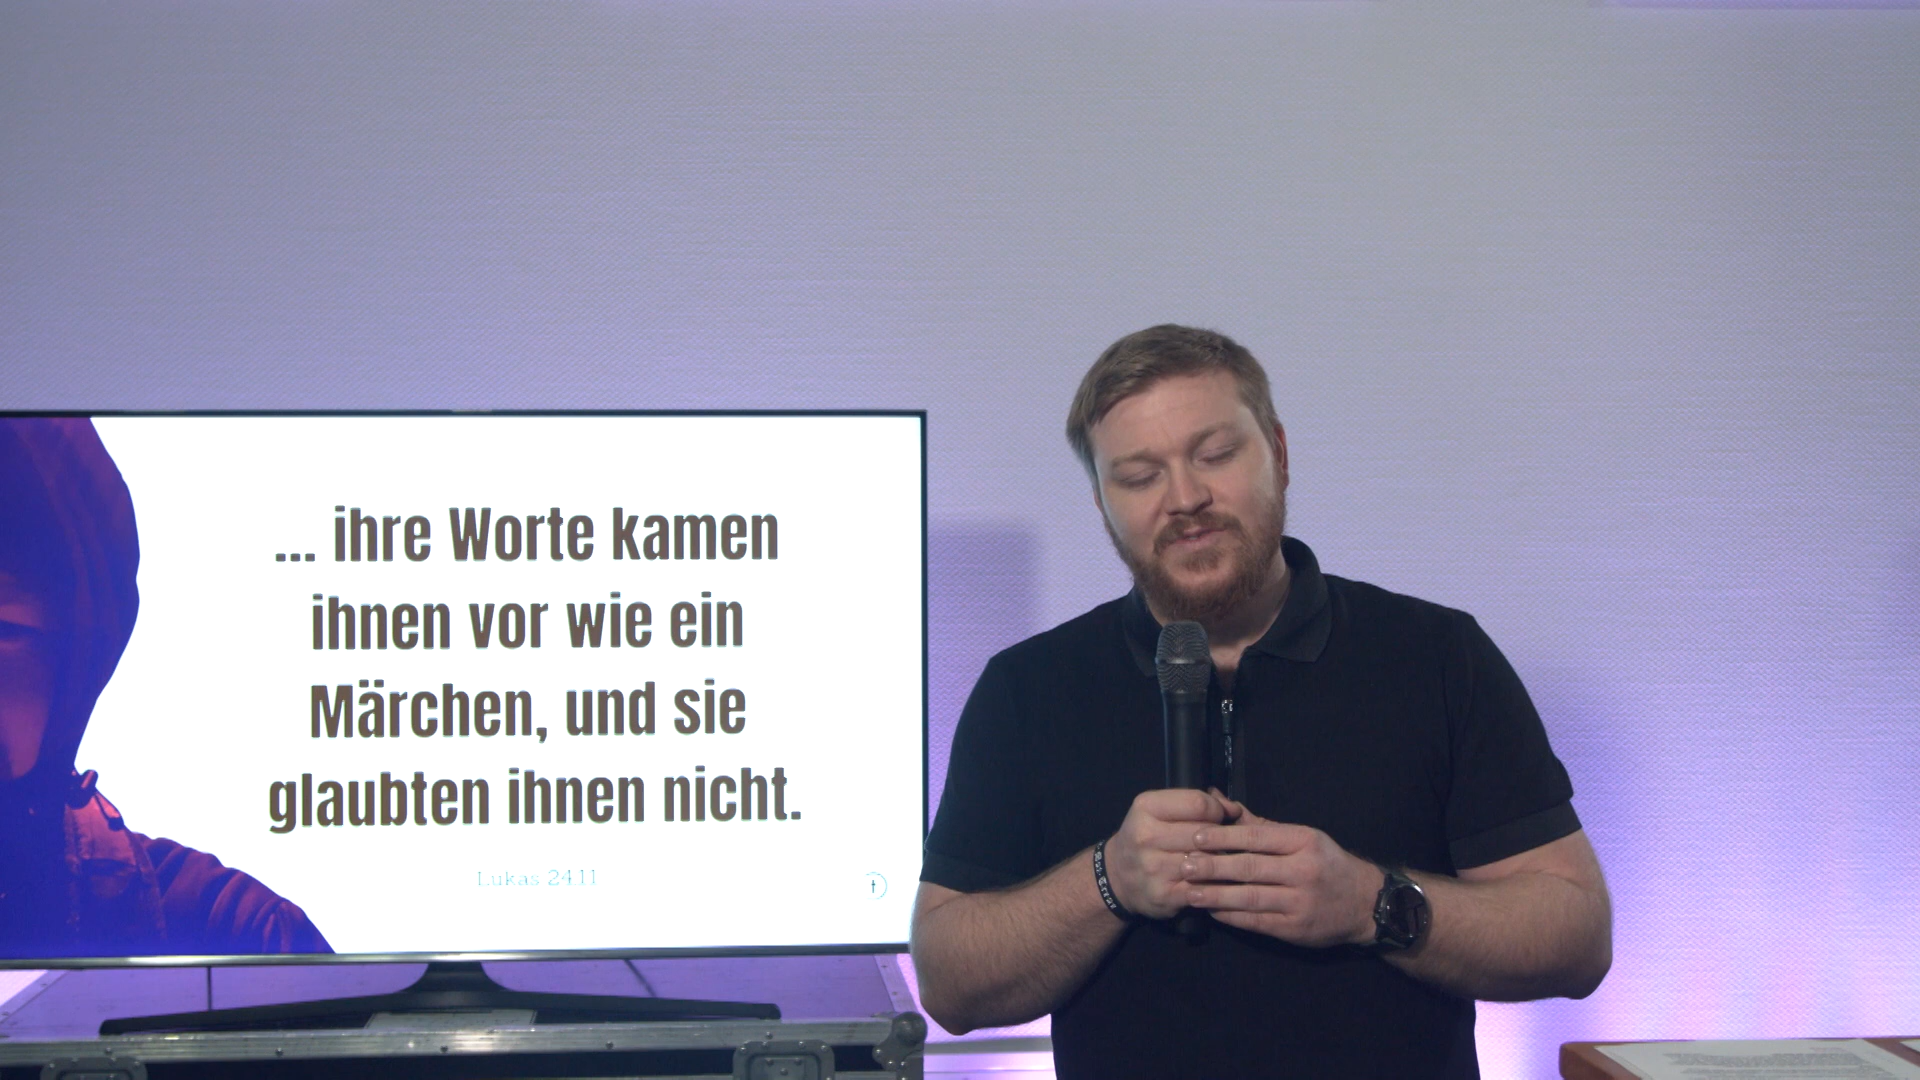 ... ihre Worte kamen
ihnen vor wie ein
Märchen, und sie
glaubten ihnen nicht.
Lukas 24,11